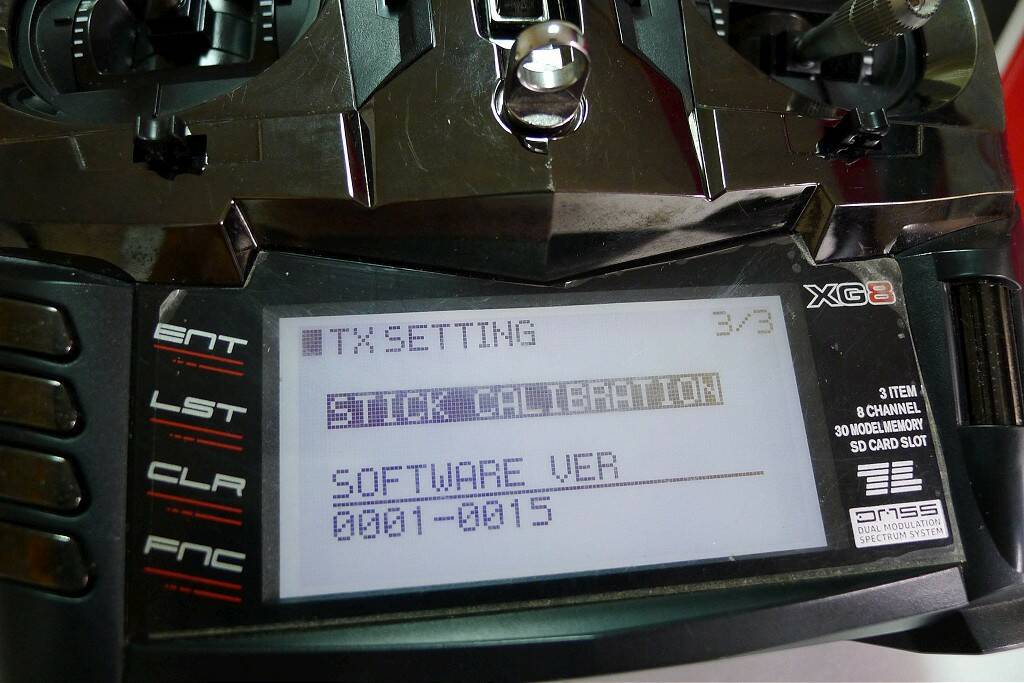 XG8
ENT
LST
CLR
FNC
TX SETTING 3/3
STICK CALIBRATION
SOFTWARE VER
0001-0015
3 ITEM
8 CHANNEL
30 MODEL MEMORY
SD CARD SLOT
DMSS
DUAL MODULATION
SPECTRUM SYSTEM